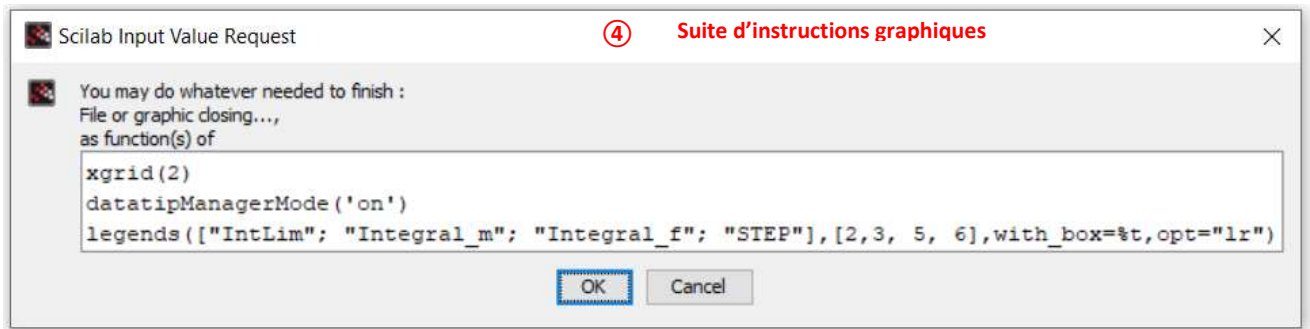 Scilab Input Value Request
④ Suite d’instructions graphiques
You may do whatever needed to finish :
File or graphic closing...,
as function(s) of
xgrid(2)
datatipManagerMode('on')
legends(["IntLim"; "Integral_m"; "Integral_f"; "STEP"],[2,3, 5, 6],with_box=%t,opt="lr")
OK Cancel